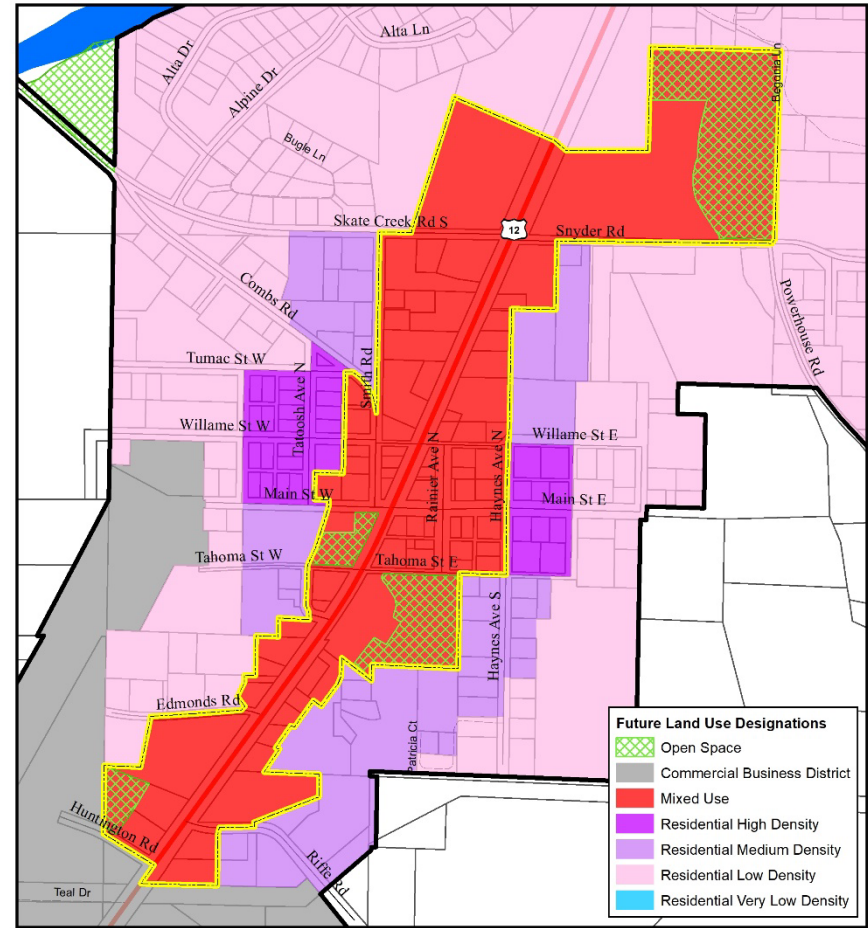 Alta Ln
Alta Dr
Alpine Dr
Begonia Ln
Bugle Ln
Skate Creek Rd S
12
Snyder Rd
Combs Rd
Powerhouse Rd
Tumac St W
Smith Rd
Tatoosh Ave N
Willame St W
Rainier Ave N
Haynes Ave N
Willame St E
Main St W
Main St E
Tahoma St W
Tahoma St E
Haynes Ave S
Edmonds Rd
Patricia Ct
Huntington Rd
Riffe Rd
Teal Dr
Future Land Use Designations
Open Space
Commercial Business District
Mixed Use
Residential High Density
Residential Medium Density
Residential Low Density
Residential Very Low Density